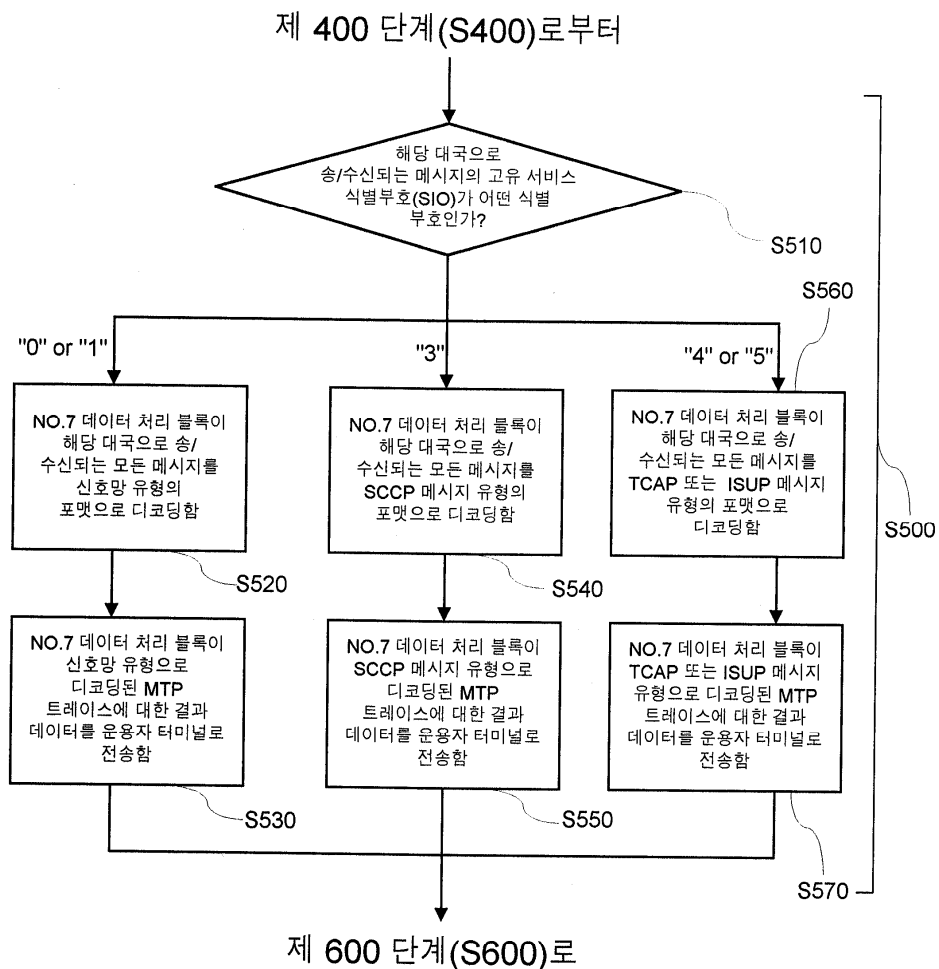 제 400 단계(S400)로부터
해당 대국으로
송/수신되는 메시지의 고유 서비스
식별부호(SIO)가 어떤 식별
부호인가?
S510
S560
"0" or "1"
"3"
"4" or "5"
NO.7 데이터 처리 블록이
해당 대국으로 송/
수신되는 모든 메시지를
신호망 유형의
포맷으로 디코딩함
NO.7 데이터 처리 블록이
해당 대국으로 송/
수신되는 모든 메시지를
SCCP 메시지 유형의
포맷으로 디코딩함
NO.7 데이터 처리 블록이
해당 대국으로 송/
수신되는 모든 메시지를
TCAP 또는 ISUP 메시지
유형의 포맷으로
디코딩함
S500
S520
S540
NO.7 데이터 처리 블록이
신호망 유형으로
디코딩된 MTP
트레이스에 대한 결과
데이터를 운용자 터미널로
전송함
NO.7 데이터 처리 블록이
SCCP 메시지 유형으로
디코딩된 MTP
트레이스에 대한 결과
데이터를 운용자 터미널로
전송함
NO.7 데이터 처리 블록이
TCAP 또는 ISUP 메시지
유형으로 디코딩된 MTP
트레이스에 대한 결과
데이터를 운용자 터미널로
전송함
S530
S550
S570
제 600 단계(S600)로